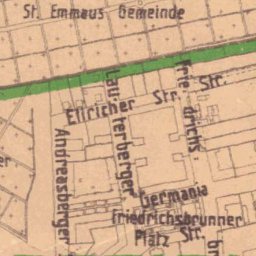 St. Emmaus Gemeinde
Ellricher Str. Str.
Lauterberger
Friedrichs-
Andreasberger
Germania
Friedrichsbrunner
Platz Str.